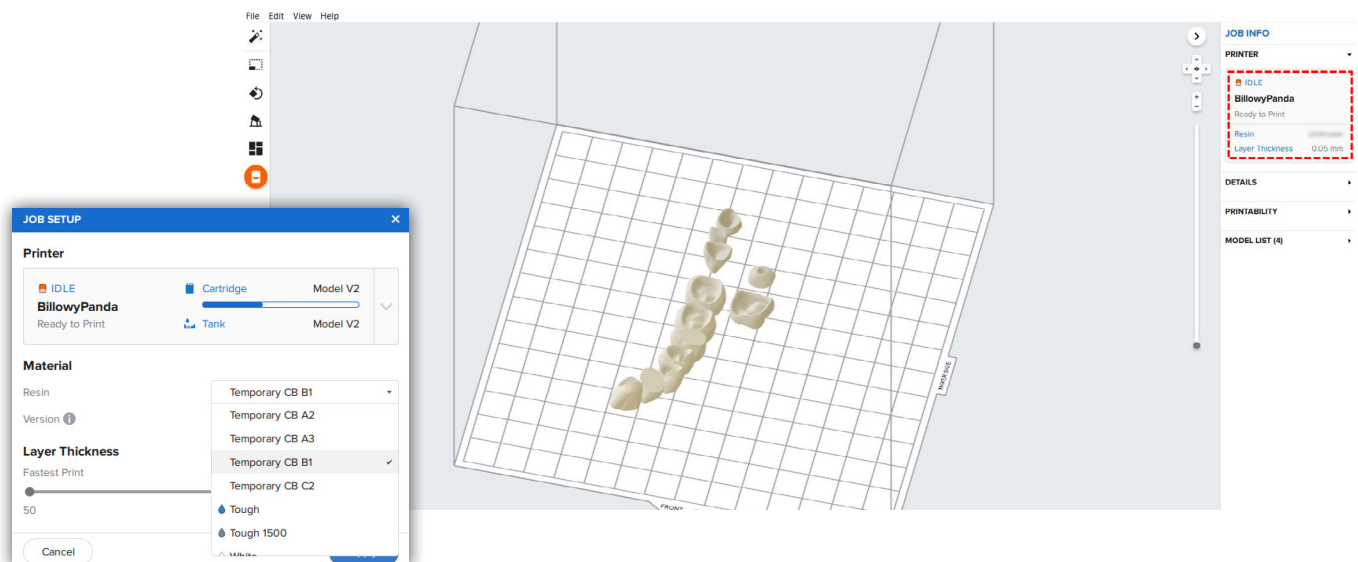 File Edit View Help
JOB INFO
PRINTER
IDLE
BillowyPanda
Ready to Print
Resin
Layer Thickness 0.05 mm
DETAILS
PRINTABILITY
MODEL LIST (4)
MIXER SIDE
FRONT
JOB SETUP
Printer
IDLE
BillowyPanda
Ready to Print
Cartridge Model V2
Tank Model V2
Material
Resin Temporary CB B1
Version
Temporary CB A2
Temporary CB A3
Temporary CB B1
Temporary CB C2
Tough
Tough 1500
White
Layer Thickness
Fastest Print
50
Cancel